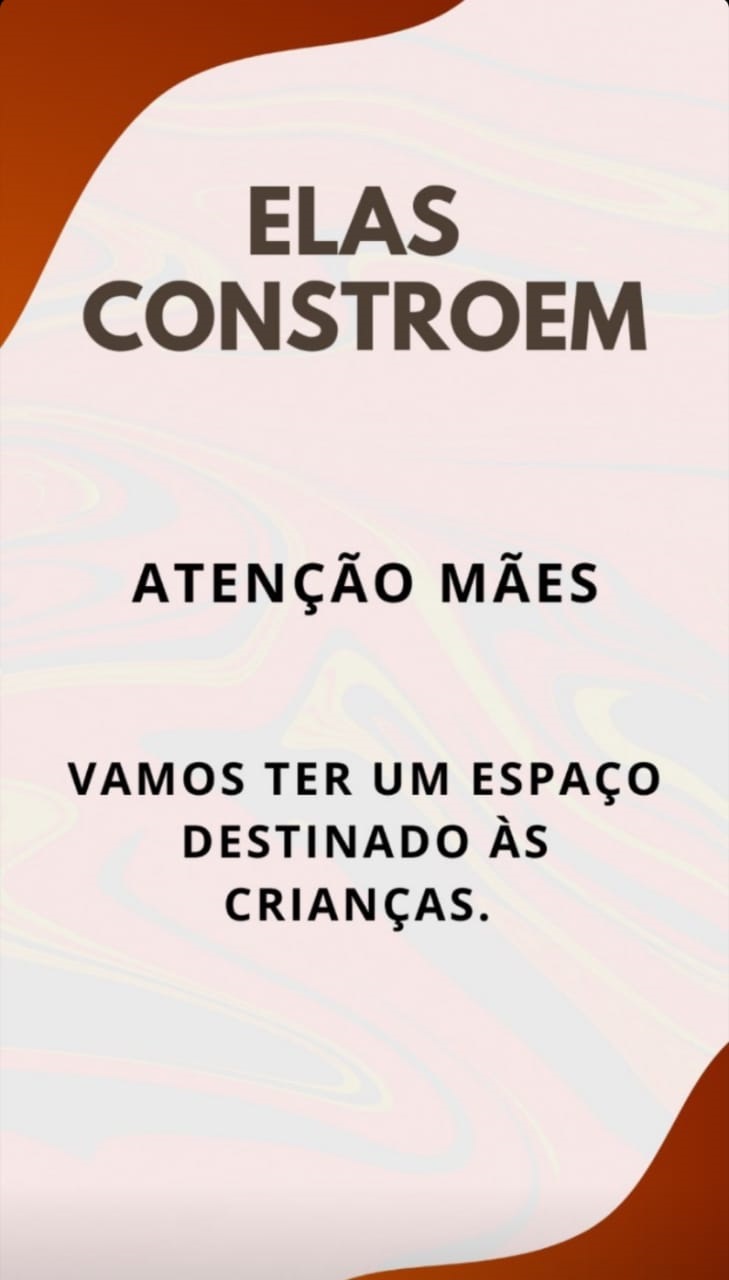 ELAS
CONSTROEM
ATENÇÃO MÃES
VAMOS TER UM ESPAÇO
DESTINADO ÀS
CRIANÇAS.